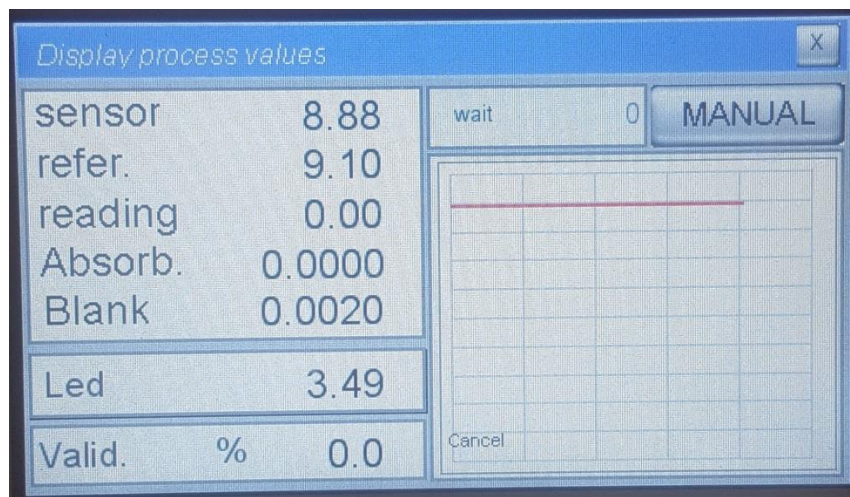 Display process values X
sensor 8.88
refer. 9.10
reading 0.00
Absorb. 0.0000
Blank 0.0020
Led 3.49
Valid. % 0.0
wait 0 MANUAL
Cancel